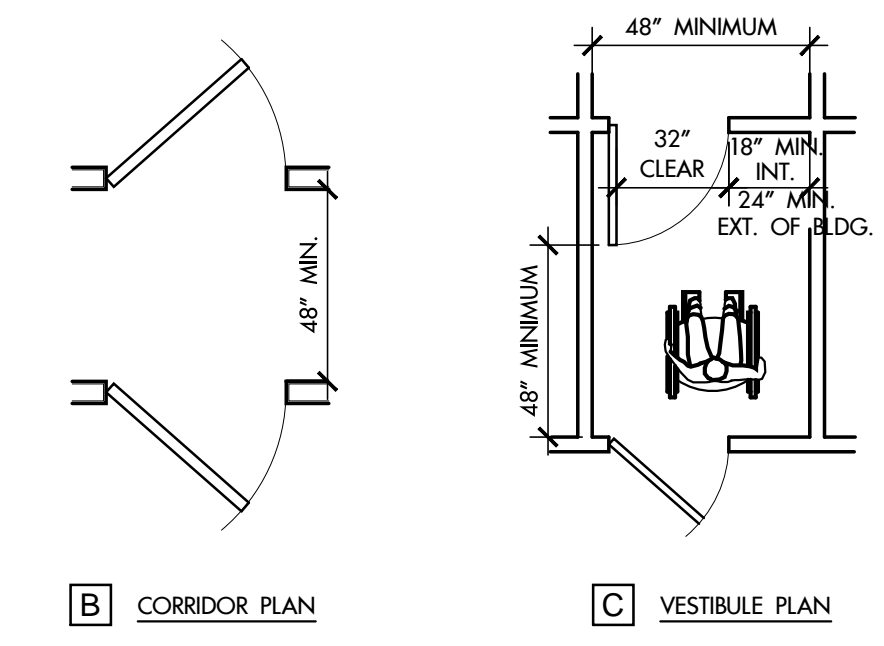 48" MINIMUM
32"
CLEAR
18" MIN.
INT.
24" MIN.
EXT. OF BLDG.
48" MIN.
48" MINIMUM
B CORRIDOR PLAN
C VESTIBULE PLAN